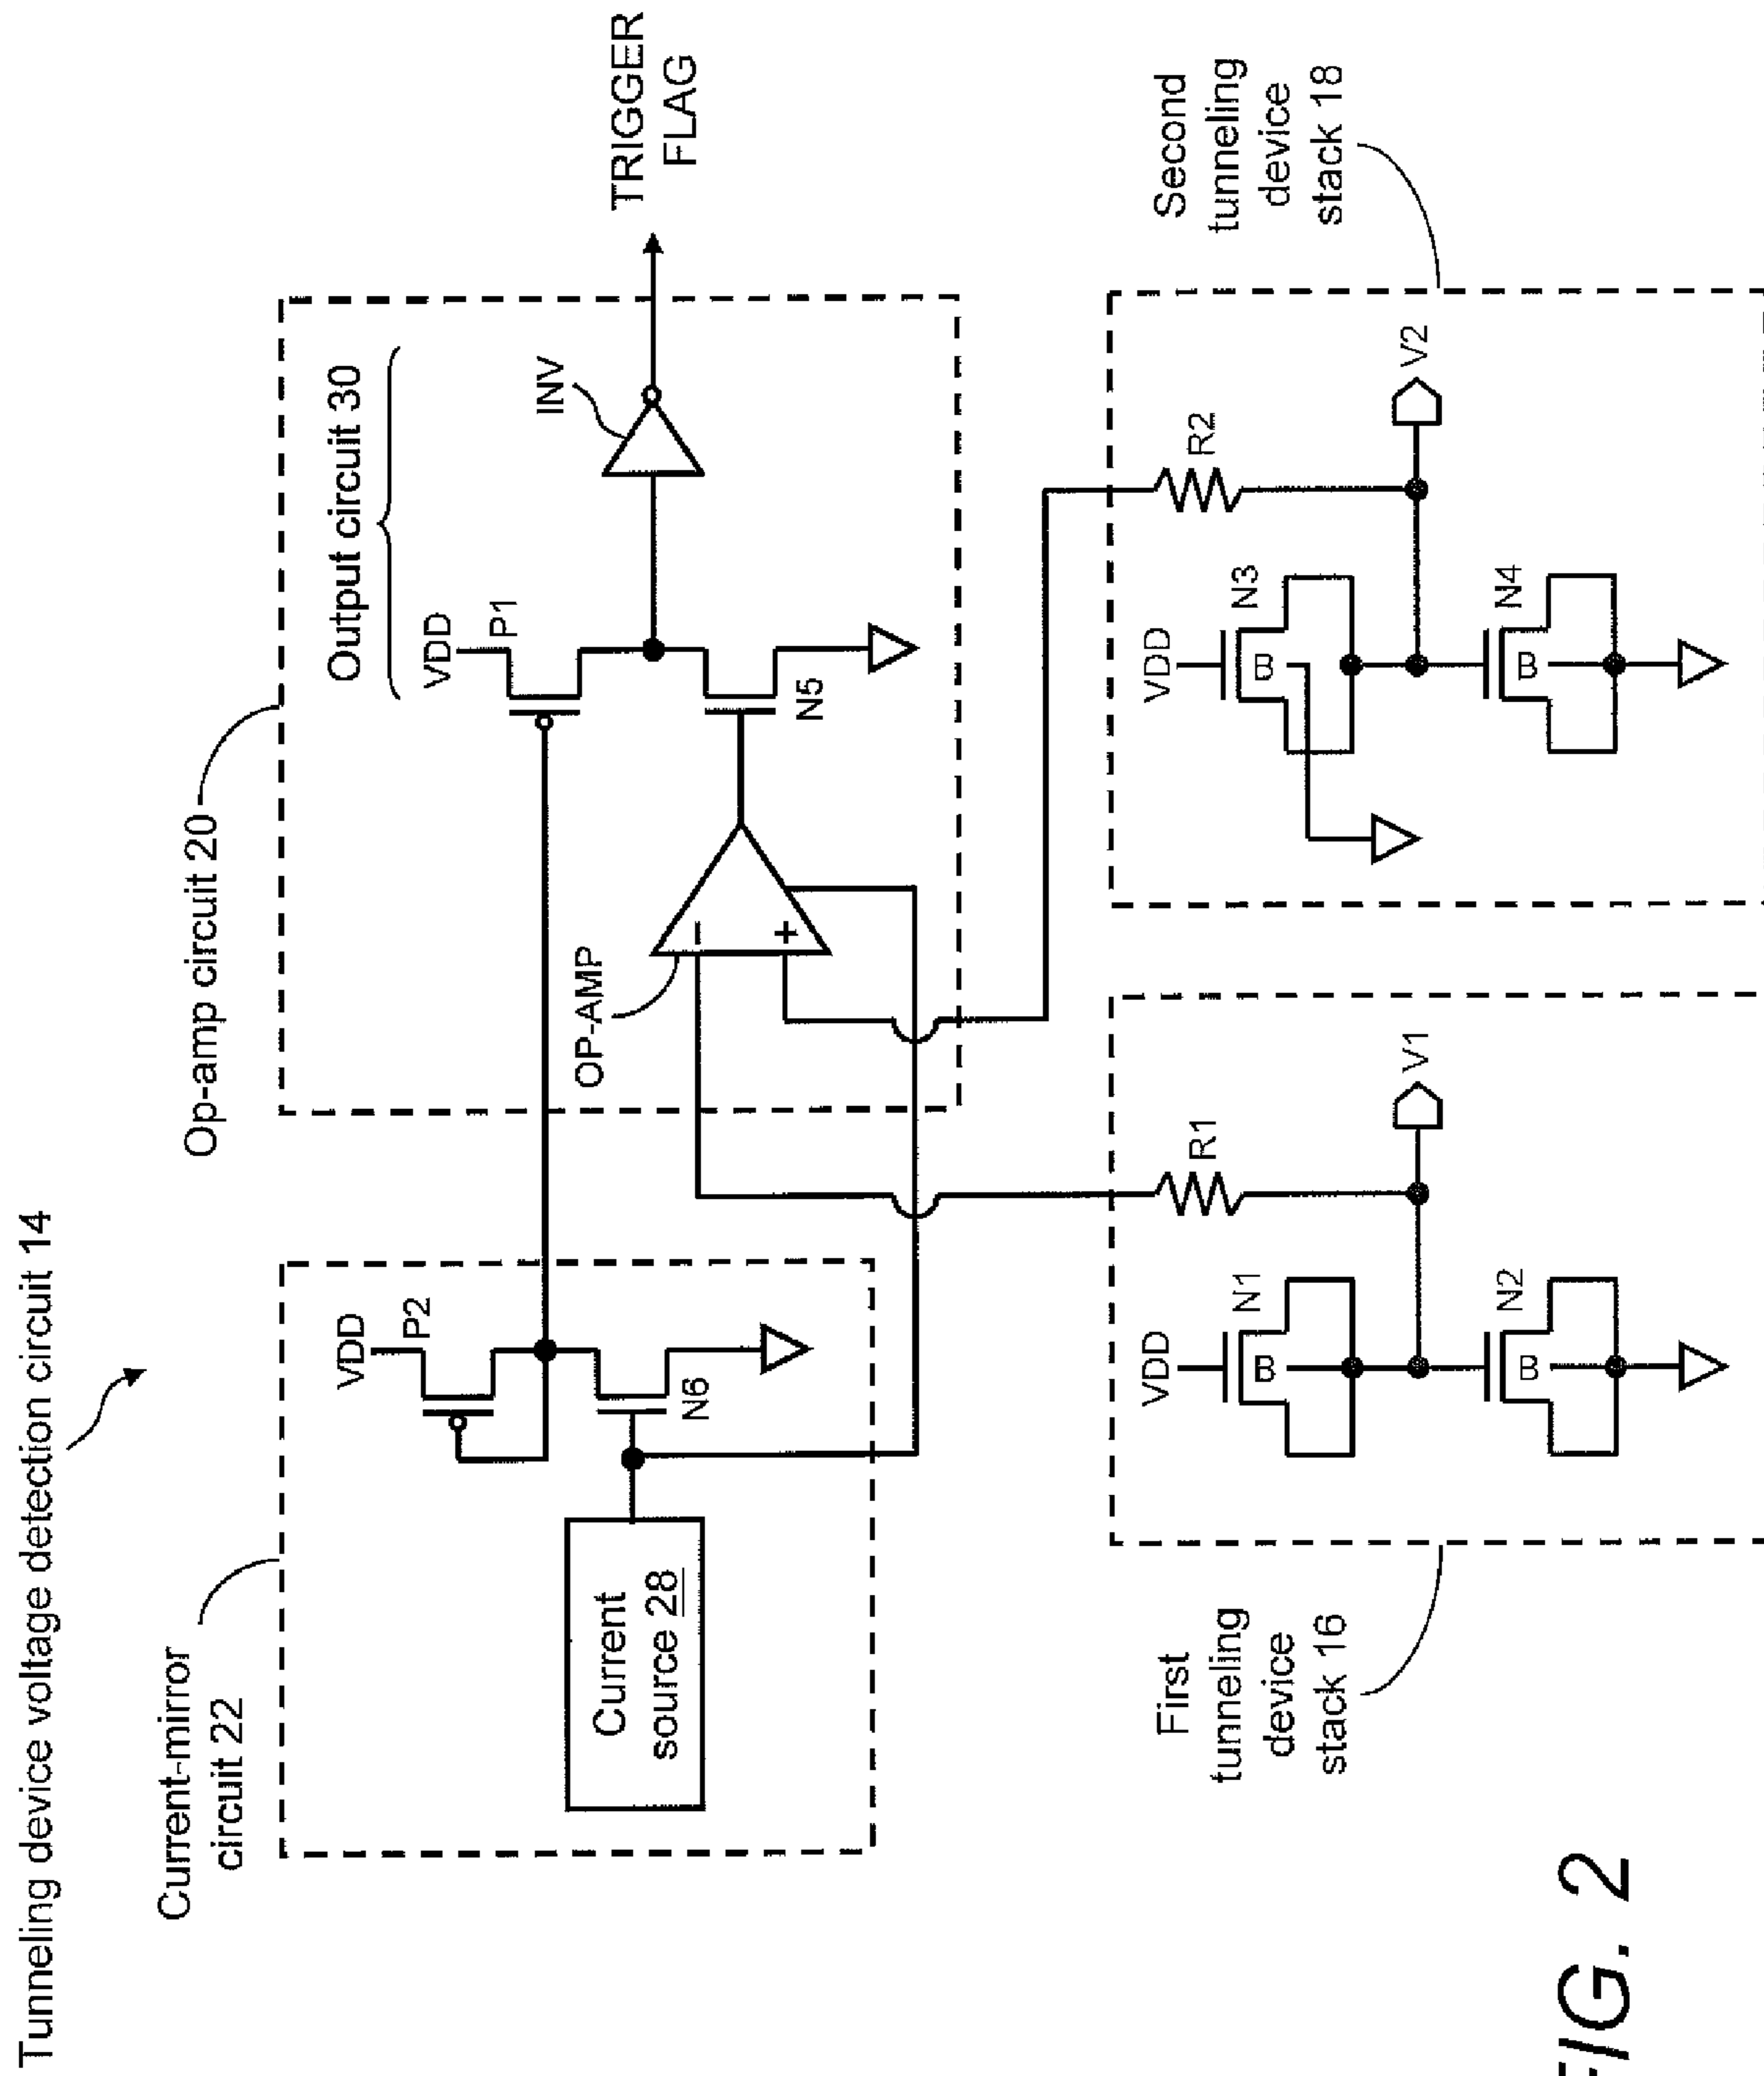 Tunneling device voltage detection circuit 14
Current-mirror
circuit 22
VDD
P2
N6
Current
source 28
Op-amp circuit 20
Output circuit 30
VDD
P1
N5
INV
OP-AMP
-
+
TRIGGER
FLAG
First
tunneling
device
stack 16
VDD
N1
B
N2
B
R1
V1
Second
tunneling
device
stack 18
VDD
N3
B
N4
B
R2
V2
FIG. 2